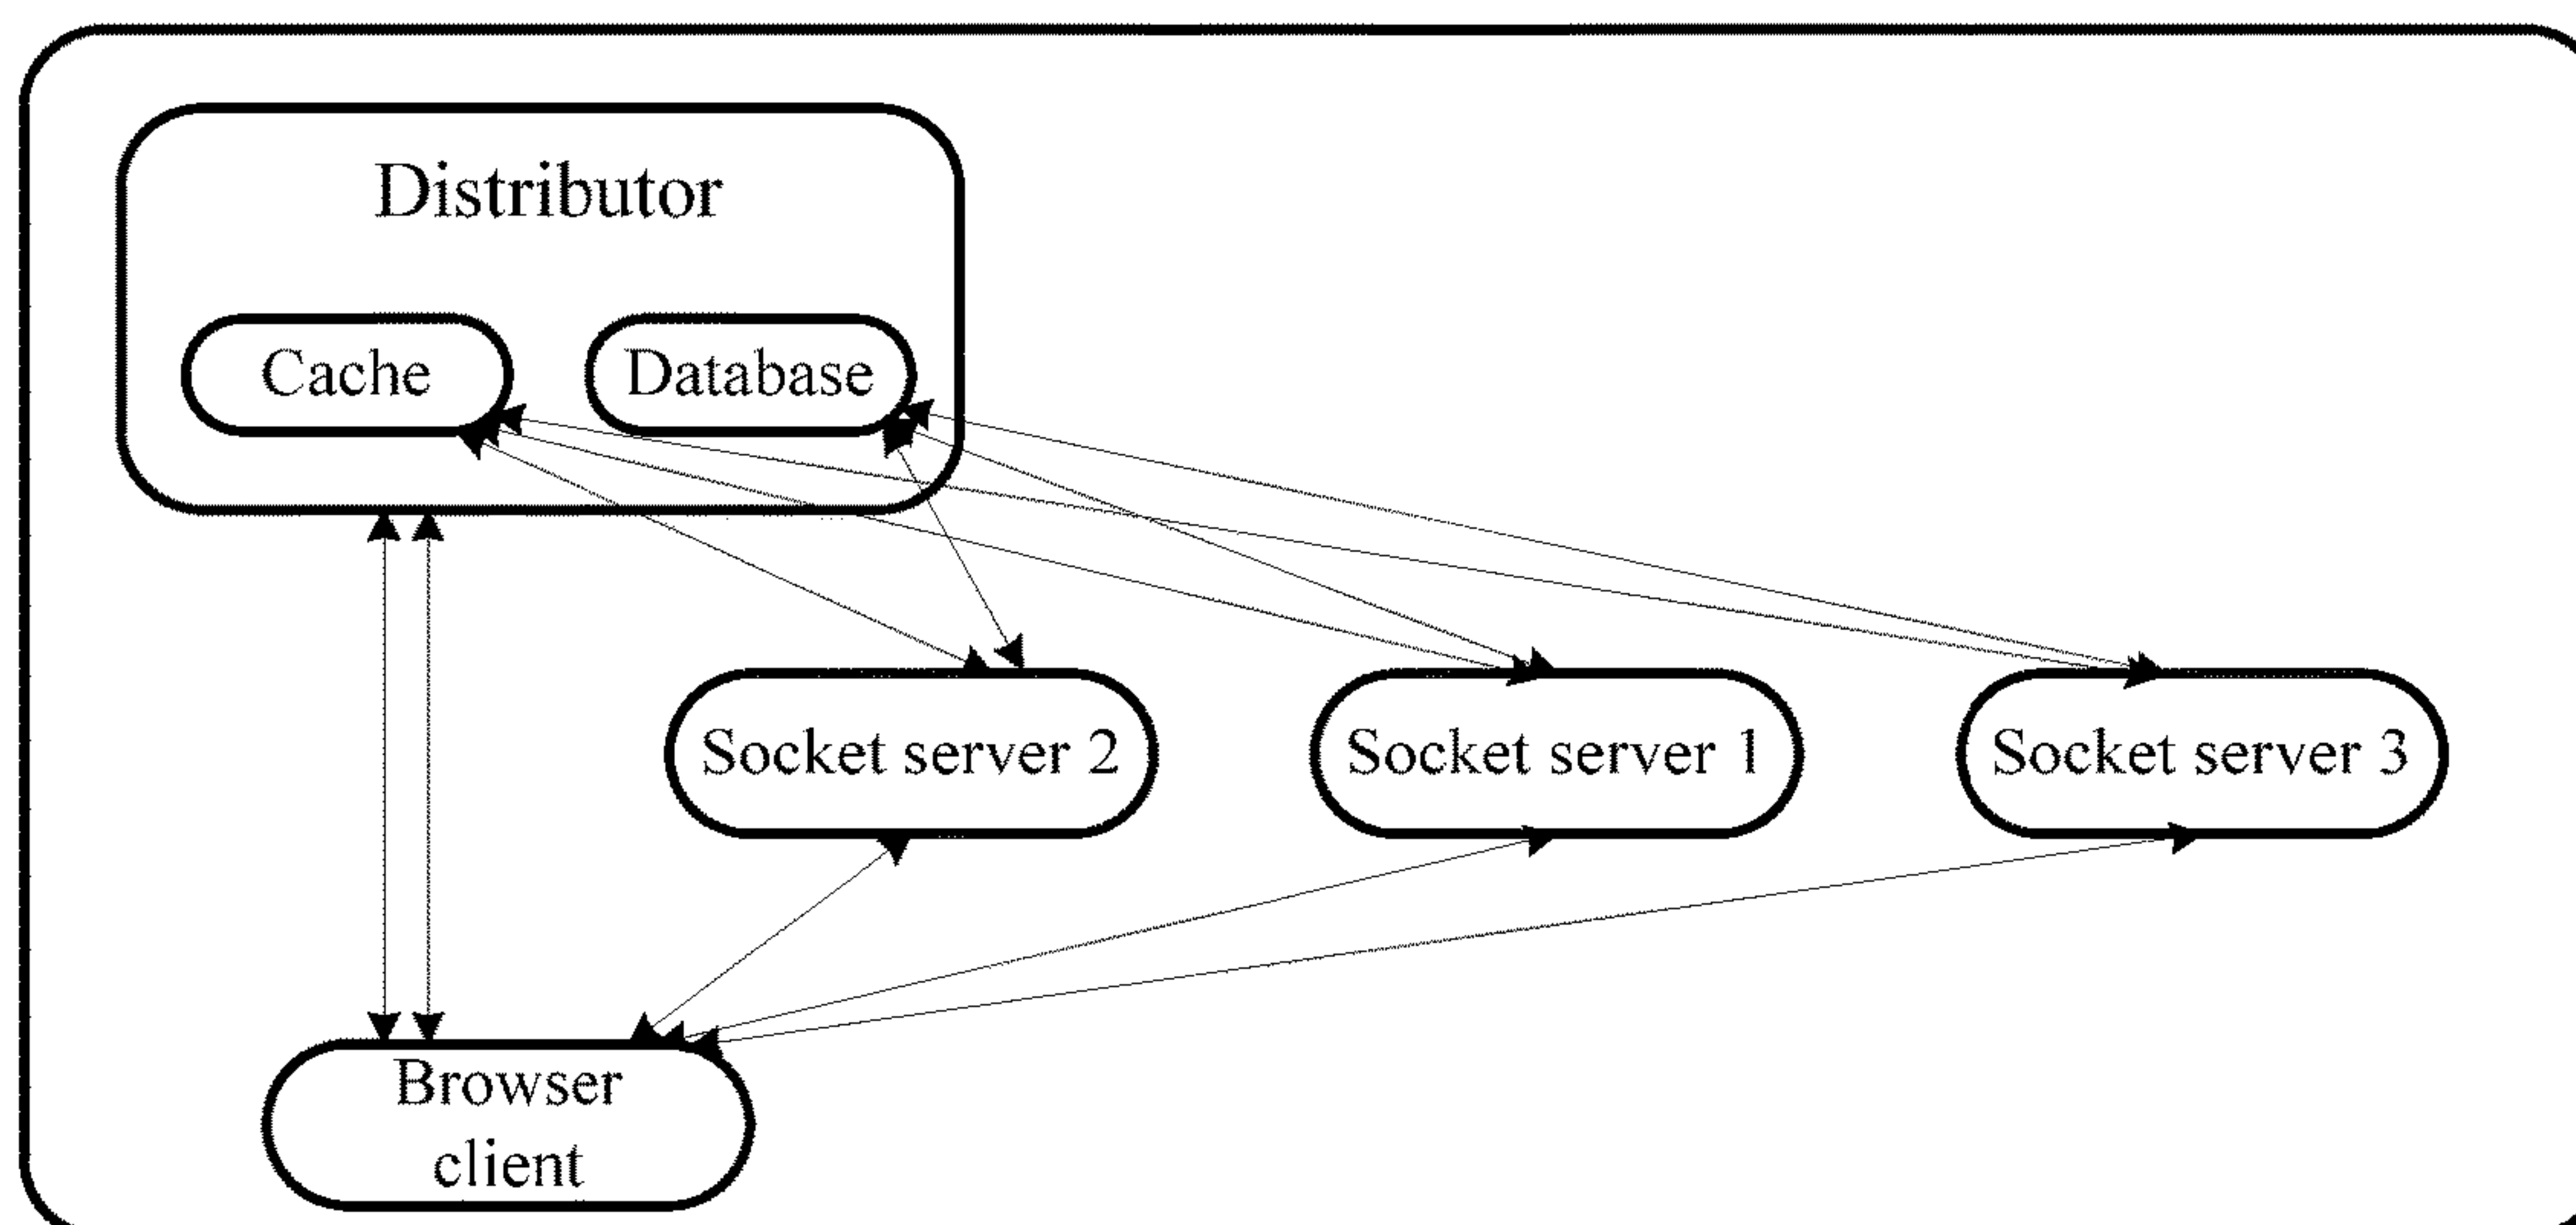 Distributor
Cache
Database
Socket server 2
Socket server 1
Socket server 3
Browser
client